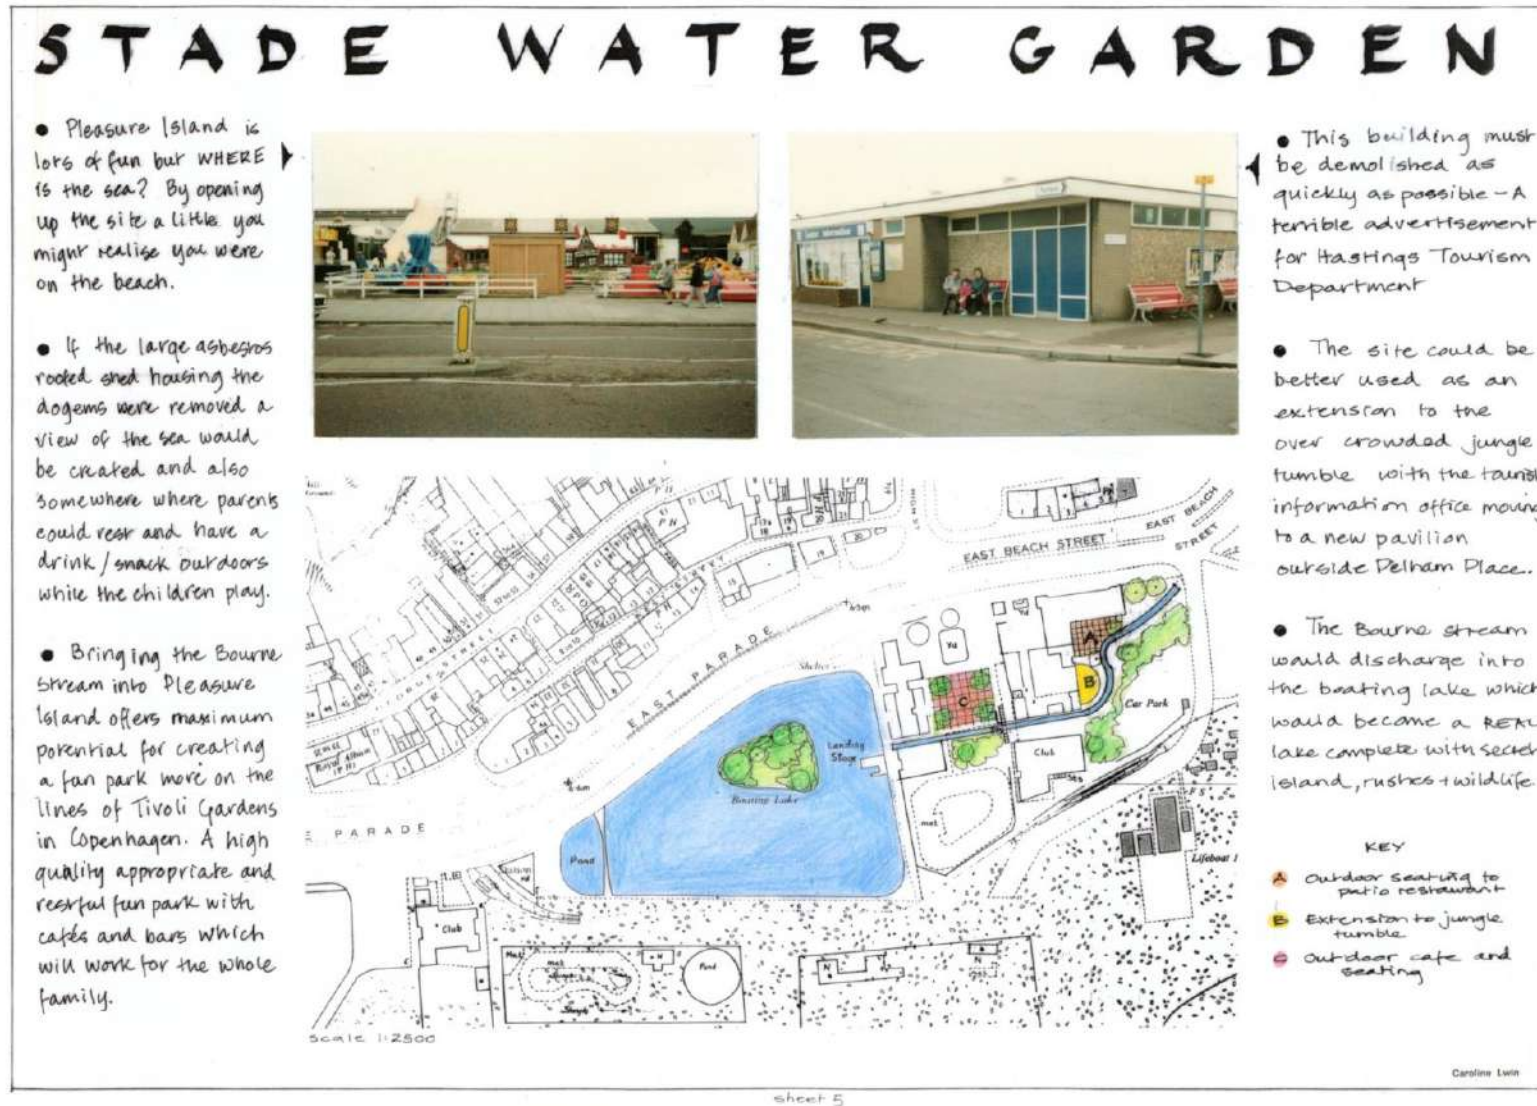 STADE WATER GARDEN
● Pleasure Island is
lots of fun but WHERE
is the sea? By opening
up the site a little you
might realise you were
on the beach.
● If the large asbestos
roofed shed housing the
dogems were removed a
view of the sea would
be created and also
somewhere where parents
could rest and have a
drink/snack outdoors
while the children play.
● Bringing the Bourne
stream into Pleasure
Island offers maximum
potential for creating
a fun park more on the
lines of Tivoli Gardens
in Copenhagen. A high
quality appropriate and
restful fun park with
cafés and bars which
will work for the whole
family.
● This building must
be demolished as
quickly as possible - A
terrible advertisement
for Hastings Tourism
Department
● The site could be
better used as an
extension to the
over crowded jungle
tumble with the tourist
information office moving
to a new pavilion
outside Pelham Place.
● The Bourne stream
would discharge into
the boating lake which
would become a REAL
lake complete with secret
island, rushes + wildlife
KEY
A Outdoor seating to
patio restaurant
B Extension to jungle
tumble
C Outdoor cafe and
seating
EAST BEACH STREET
EAST BEACH
STREET
EAST PARADE
Shelter
A
B
C
Car Park
Landing
Stage
Club
Boating Lake
Pond
E PARADE
Lifeboat
Club
Pond
scale 1:2500
Caroline Lwin
sheet 5